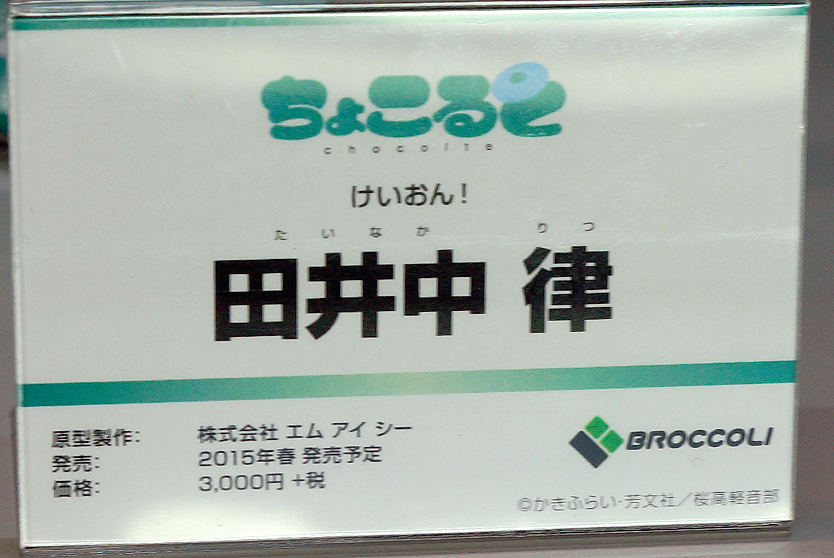 ちょこるて
chocolte
けいおん!
たいなか りつ
田井中 律
原型製作: 株式会社 エム アイ シー
発売: 2015年春 発売予定
価格: 3,000円 +税
BROCCOLI
©かきふらい・芳文社／桜高軽音部